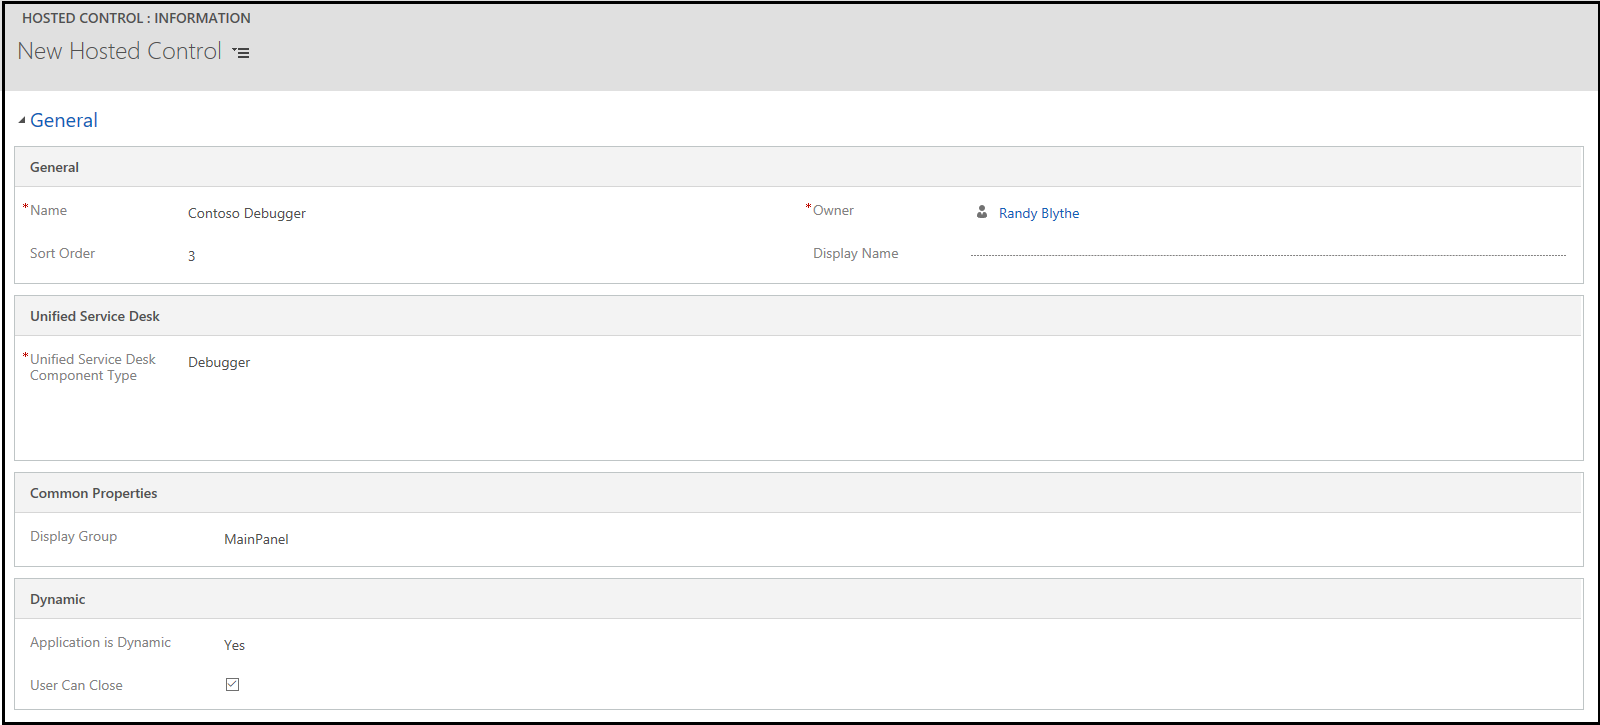 HOSTED CONTROL : INFORMATION
New Hosted Control
General
General
*Name Contoso Debugger *Owner Randy Blythe
Sort Order 3 Display Name
Unified Service Desk
*Unified Service Desk
Component Type Debugger
Common Properties
Display Group MainPanel
Dynamic
Application is Dynamic Yes
User Can Close